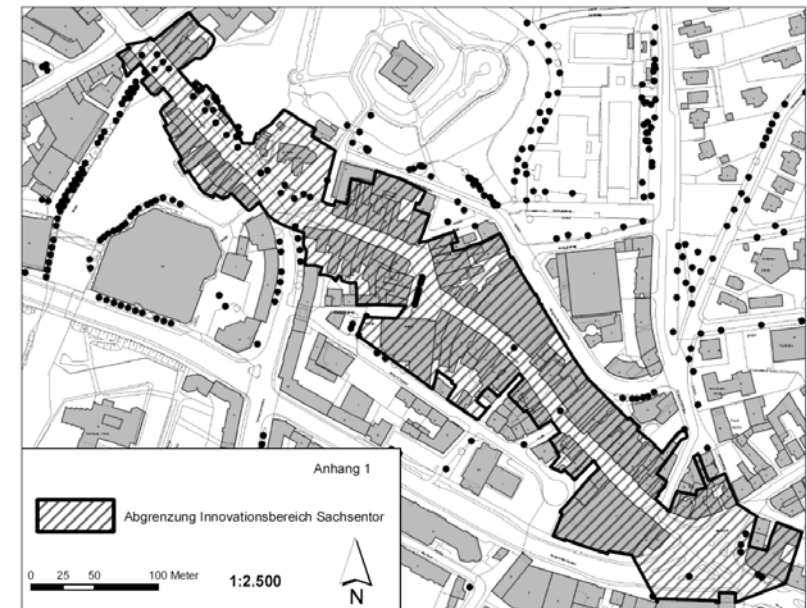 Anhang 1
Abgrenzung Innovationsbereich Sachsentor
0 25 50 100 Meter
1:2.500
N